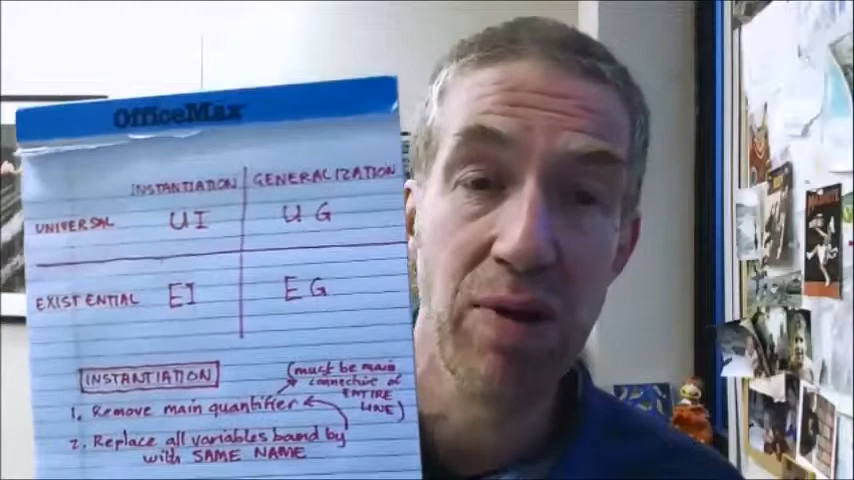 OfficeMax
INSTANTIATION GENERALIZATION
UNIVERSAL UI UG
EXISTENTIAL EI EG
INSTANTIATION
(must be main
connective of
ENTIRE
LINE)
1. Remove main quantifier
2. Replace all variables bound by
with SAME NAME